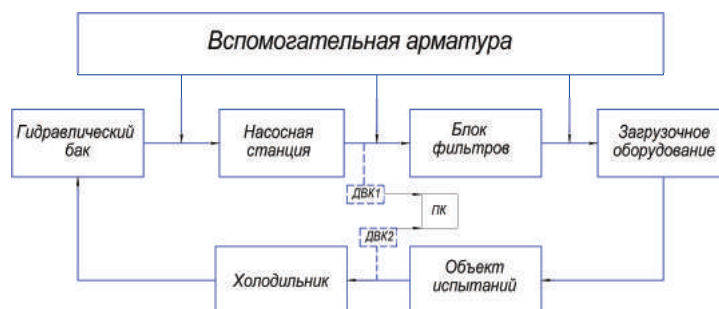 Вспомогательная арматура
Гидравлический
бак
Насосная
станция
Блок
фильтров
Загрузочное
оборудование
ДВК1
ПК
ДВК2
Холодильник
Объект
испытаний